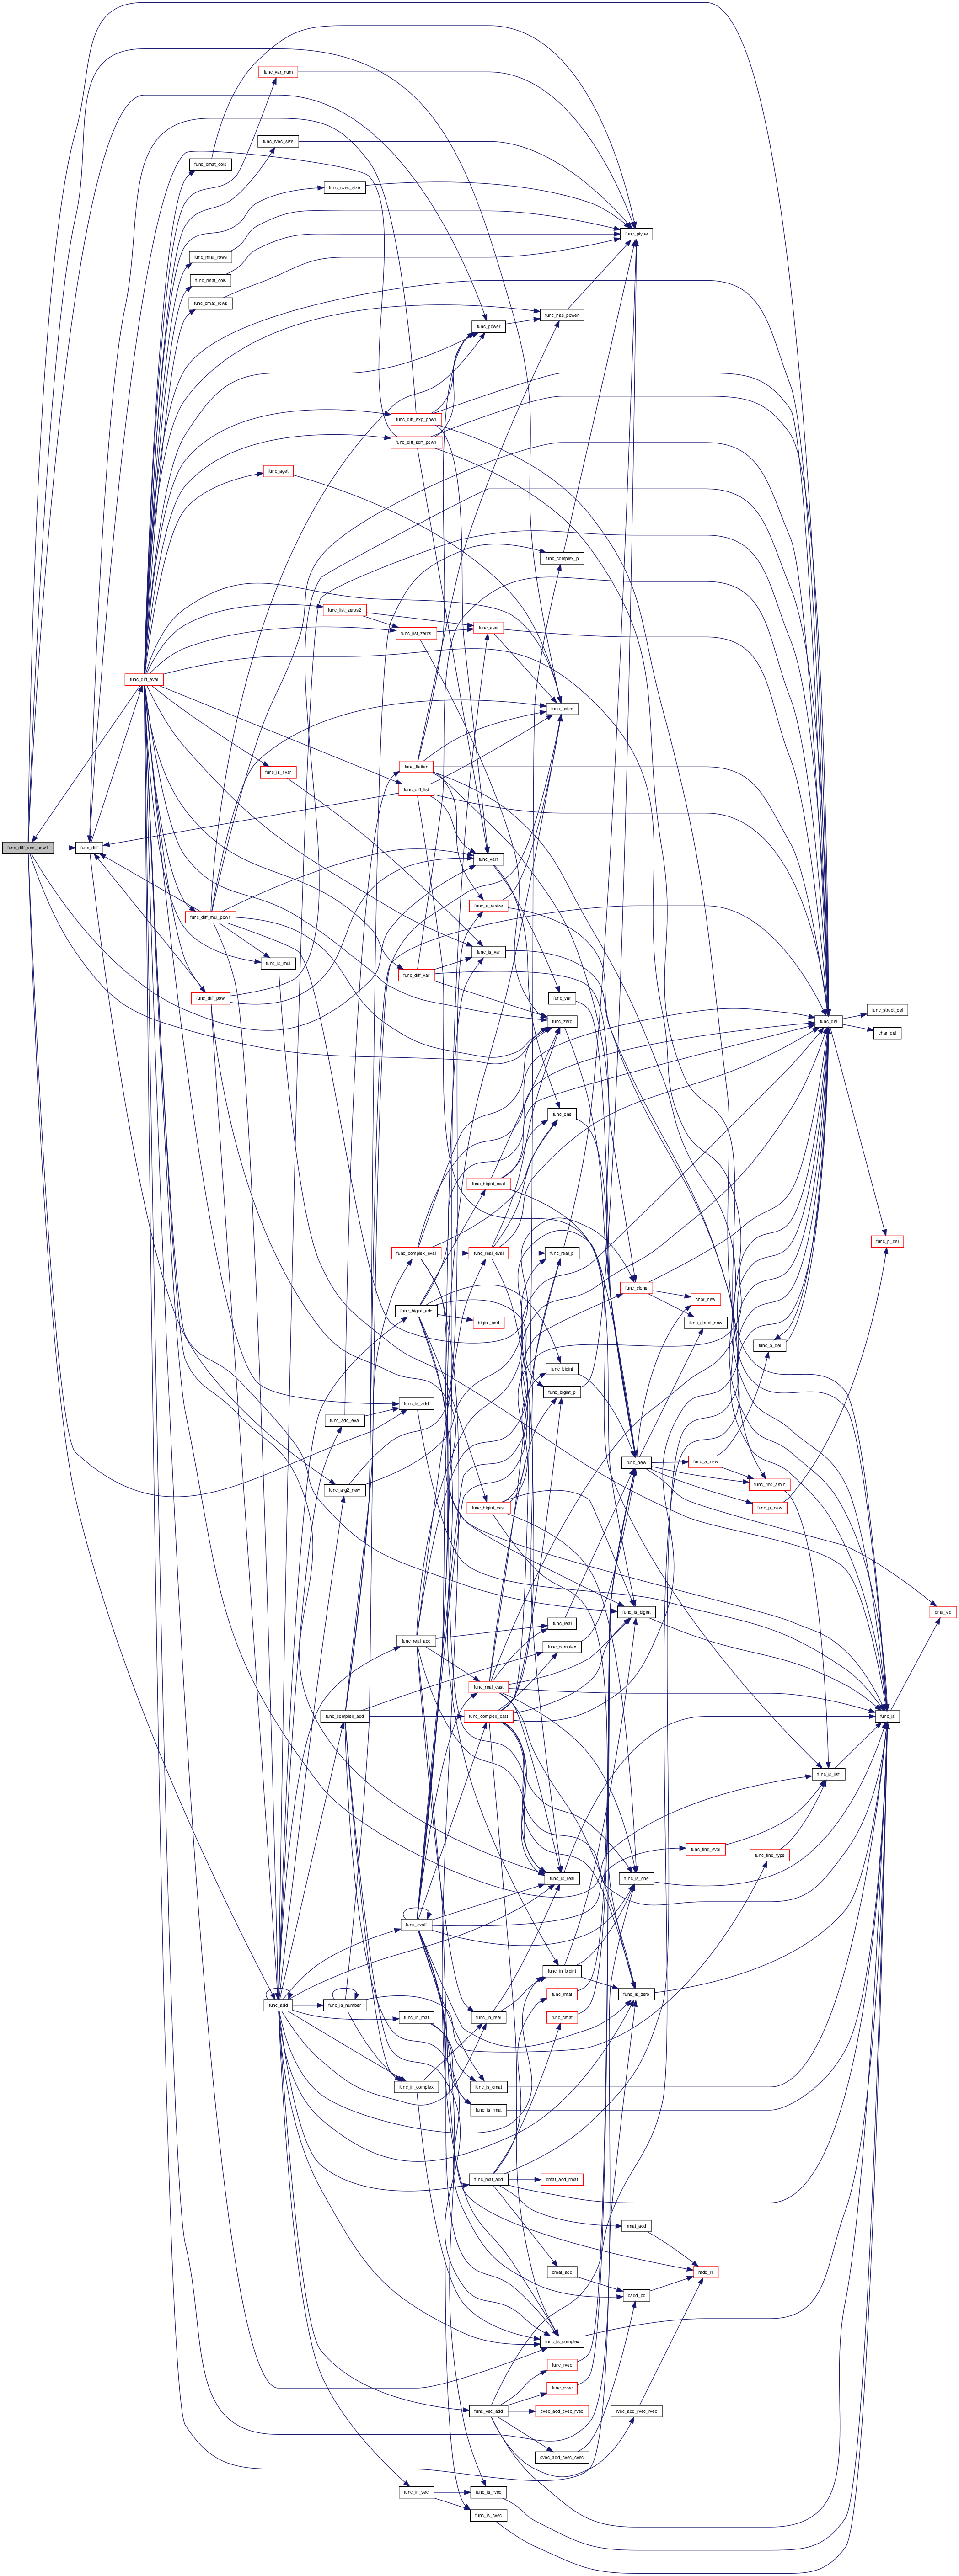 func_var_num
func_rvec_size
func_cmat_cols
func_cvec_size
func_ptype
func_rmat_rows
func_rmat_cols
func_cmat_rows
func_has_power
func_power
func_diff_exp_pow1
func_diff_sqrt_pow1
func_aget
func_complex_p
func_list_zeros2
func_aset
func_list_zeros
func_diff_eval
func_asize
func_flatten
func_is_1var
func_diff_list
func_diff_add_pow1
func_diff
func_var1
func_a_resize
func_diff_mul_pow1
func_is_var
func_is_mul
func_diff_var
func_diff_pow
func_var
func_struct_del
func_zero
func_del
char_del
func_one
func_bigint_eval
func_p_del
func_complex_eval
func_real_eval
func_real_p
func_clone
char_new
func_bigint_add
bigint_add
func_struct_new
func_a_del
func_bigint
func_bigint_p
func_is_add
func_add_eval
func_new
func_a_new
func_arg2_new
func_find_amin
func_bigint_cast
func_p_new
func_is_bigint
char_eq
func_real
func_real_add
func_complex
func_real_cast
func_complex_add
func_complex_cast
func_is
func_is_list
func_find_eval
func_find_type
func_is_real
func_is_one
func_evalf
func_in_bigint
func_rmat
func_is_zero
func_add
func_is_number
func_in_mat
func_in_real
func_cmat
func_in_complex
func_is_cmat
func_is_rmat
func_mat_add
cmat_add_rmat
rmat_add
cmat_add
radd_rr
cadd_cc
func_is_complex
func_rvec
func_cvec
func_vec_add
cvec_add_cvec_rvec
rvec_add_rvec_rvec
cvec_add_cvec_cvec
func_in_vec
func_is_rvec
func_is_cvec